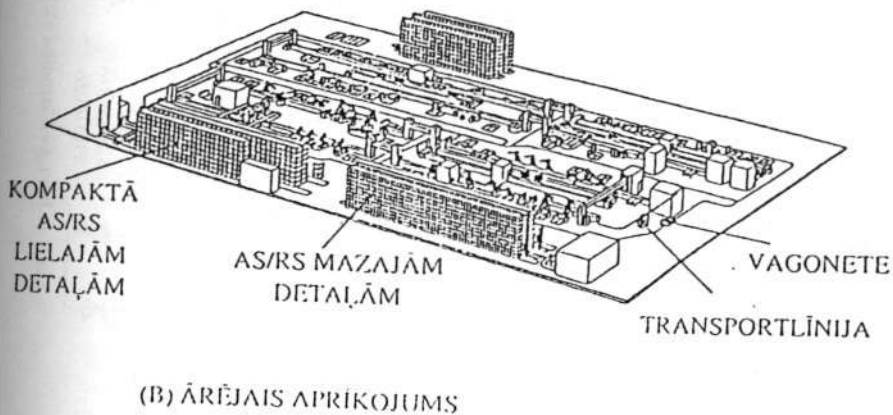 KOMPAKTĀ
AS/RS
LIELAJĀM
DETAĻĀM
AS/RS MAZAJĀM
DETAĻĀM
VAGONETE
TRANSPORTLĪNIJA
(B) ĀRĒJAIS APRĪKOJUMS